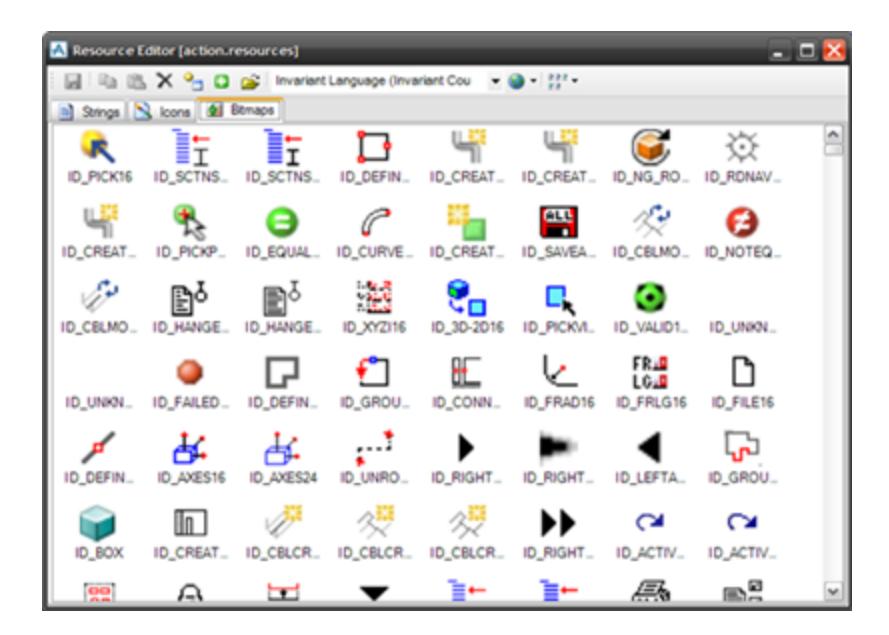 Resource Editor [action.resources]
Invariant Language (Invariant Cou
Strings Icons Bitmaps
ID_PICK16 ID_SCTNS... ID_SCTNS... ID_DEFIN... ID_CREAT... ID_CREAT... ID_NG_RO... ID_RDNAV...
ALL
ID_CREAT... ID_PICKP... ID_EQUAL... ID_CURVE... ID_CREAT... ID_SAVEA... ID_CBLMO... ID_NOTEQ...
ID_CBLMO... ID_HANGE... ID_HANGE... ID_XYZI16 ID_3D-2D16 ID_PICKVI... ID_VALID1... ID_UNKN...
FR
LG
ID_UNKN... ID_FAILED... ID_DEFIN... ID_GROU... ID_CONN... ID_FRAD16 ID_FRLG16 ID_FILE16
ID_DEFIN... ID_AXES16 ID_AXES24 ID_UNRO... ID_RIGHT... ID_RIGHT... ID_LEFTA... ID_GROU...
ID_BOX ID_CREAT... ID_CBLCR... ID_CBLCR... ID_CBLCR... ID_RIGHT... ID_ACTIV... ID_ACTIV...